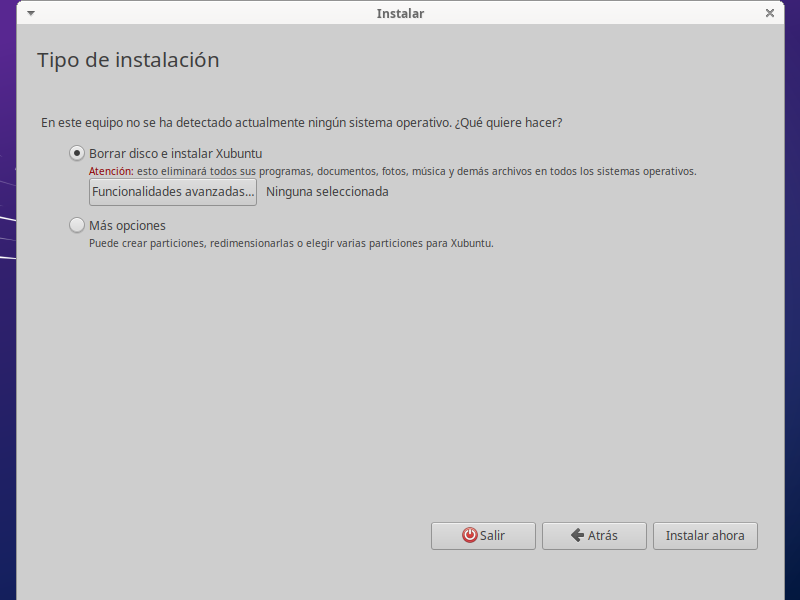 Instalar
Tipo de instalación
En este equipo no se ha detectado actualmente ningún sistema operativo. ¿Qué quiere hacer?
Borrar disco e instalar Xubuntu
Atención: esto eliminará todos sus programas, documentos, fotos, música y demás archivos en todos los sistemas operativos.
Funcionalidades avanzadas... Ninguna seleccionada
Más opciones
Puede crear particiones, redimensionarlas o elegir varias particiones para Xubuntu.
Salir Atrás Instalar ahora